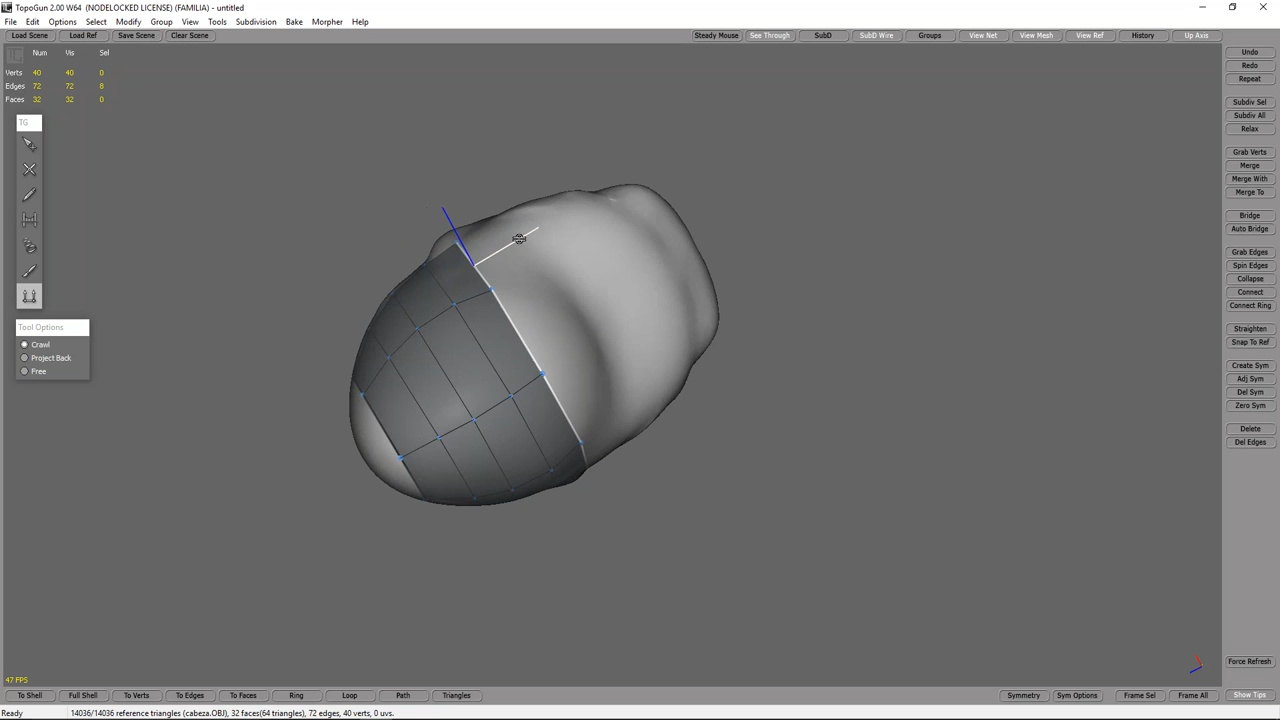 TopoGun 2.00 W64  (NODELOCKED LICENSE) (FAMILIA) - untitled
File Edit Options Select Modify Group View Tools Subdivision Bake Morpher Help
Load Scene Load Ref Save Scene Clear Scene Steady Mouse See Through SubD SubD Wire Groups View Net View Mesh View Ref History Up Axis
Num Vis Sel
Verts 40 40 0
Edges 72 72 8
Faces 32 32 0
TG
Tool Options
Crawl
Project Back
Free
Undo
Redo
Repeat
Subdiv Sel
Subdiv All
Relax
Grab Verts
Merge
Merge With
Merge To
Bridge
Auto Bridge
Grab Edges
Spin Edges
Collapse
Connect
Connect Ring
Straighten
Snap To Ref
Create Sym
Adj Sym
Del Sym
Zero Sym
Delete
Del Edges
Force Refresh
47 FPS
To Shell Full Shell To Verts To Edges To Faces Ring Loop Path Triangles Symmetry Sym Options Frame Sel Frame All Show Tips
Ready 14036/14036 reference triangles (cabeza.OBJ), 32 faces(64 triangles), 72 edges, 40 verts, 0 uvs.